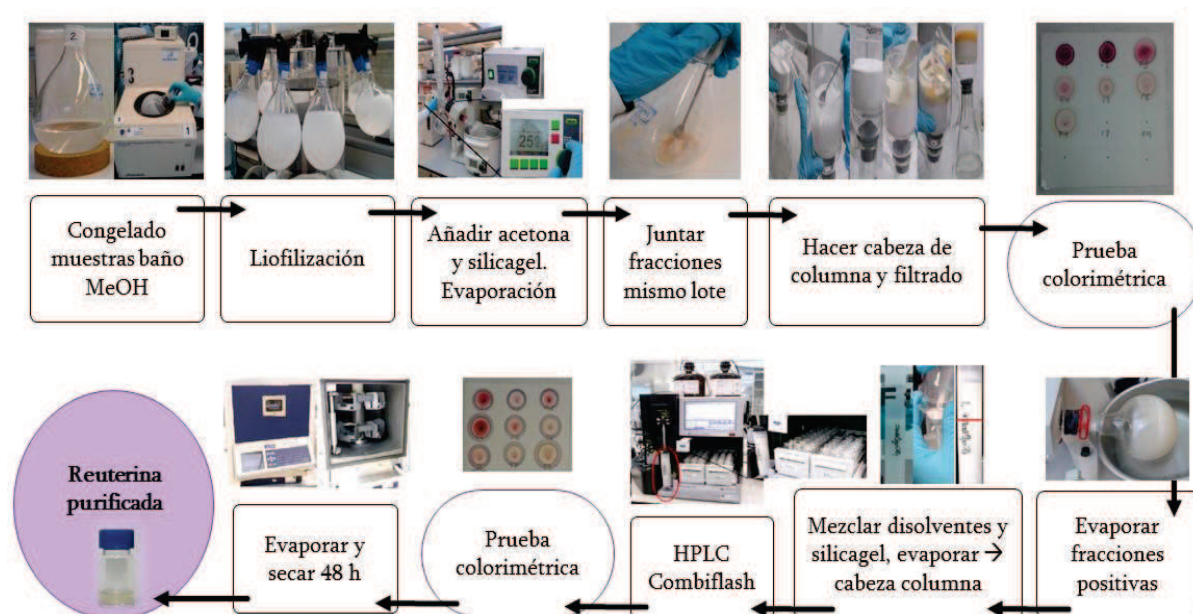 Congelado
muestras baño
MeOH
Liofilización
Añadir acetona
y silicagel.
Evaporación
Juntar
fracciones
mismo lote
Hacer cabeza de
columna y filtrado
Prueba
colorimétrica
Evaporar
fracciones
positivas
Mezclar disolventes y
silicagel, evaporar →
cabeza columna
HPLC
Combiflash
Prueba
colorimétrica
Evaporar y
secar 48 h
Reuterina
purificada